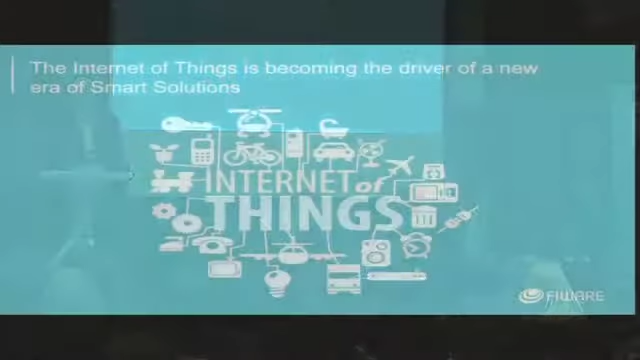 The Internet of Things is becoming the driver of a new
era of Smart Solutions
INTERNET of
THINGS
FIWARE